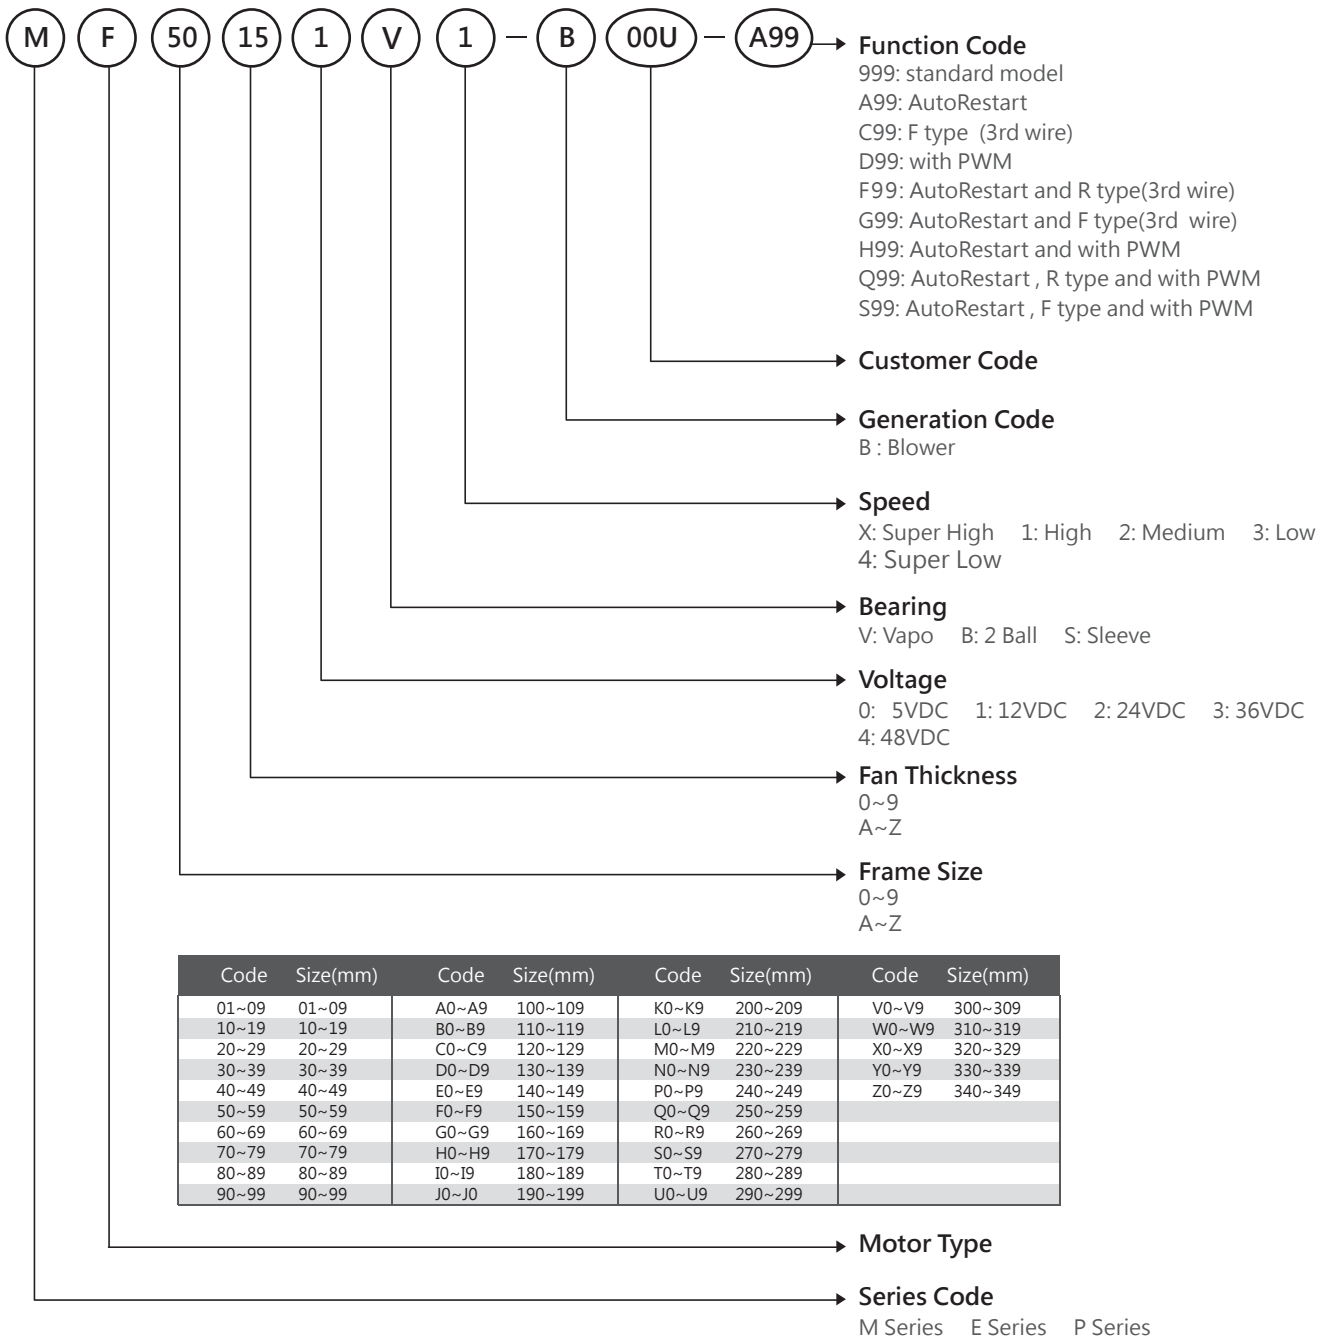 M F 50 15 1 V 1 – B 00U – A99
Function Code
999: standard model
A99: AutoRestart
C99: F type (3rd wire)
D99: with PWM
F99: AutoRestart and R type(3rd wire)
G99: AutoRestart and F type(3rd wire)
H99: AutoRestart and with PWM
Q99: AutoRestart , R type and with PWM
S99: AutoRestart , F type and with PWM
Customer Code
Generation Code
B : Blower
Speed
X: Super High 1: High 2: Medium 3: Low
4: Super Low
Bearing
V: Vapo B: 2 Ball S: Sleeve
Voltage
0: 5VDC 1: 12VDC 2: 24VDC 3: 36VDC
4: 48VDC
Fan Thickness
0~9
A~Z
Frame Size
0~9
A~Z
Code Size(mm) Code Size(mm) Code Size(mm) Code Size(mm)
01~09 01~09 A0~A9 100~109 K0~K9 200~209 V0~V9 300~309
10~19 10~19 B0~B9 110~119 L0~L9 210~219 W0~W9 310~319
20~29 20~29 C0~C9 120~129 M0~M9 220~229 X0~X9 320~329
30~39 30~39 D0~D9 130~139 N0~N9 230~239 Y0~Y9 330~339
40~49 40~49 E0~E9 140~149 P0~P9 240~249 Z0~Z9 340~349
50~59 50~59 F0~F9 150~159 Q0~Q9 250~259
60~69 60~69 G0~G9 160~169 R0~R9 260~269
70~79 70~79 H0~H9 170~179 S0~S9 270~279
80~89 80~89 I0~I9 180~189 T0~T9 280~289
90~99 90~99 J0~J0 190~199 U0~U9 290~299
Motor Type
Series Code
M Series E Series P Series